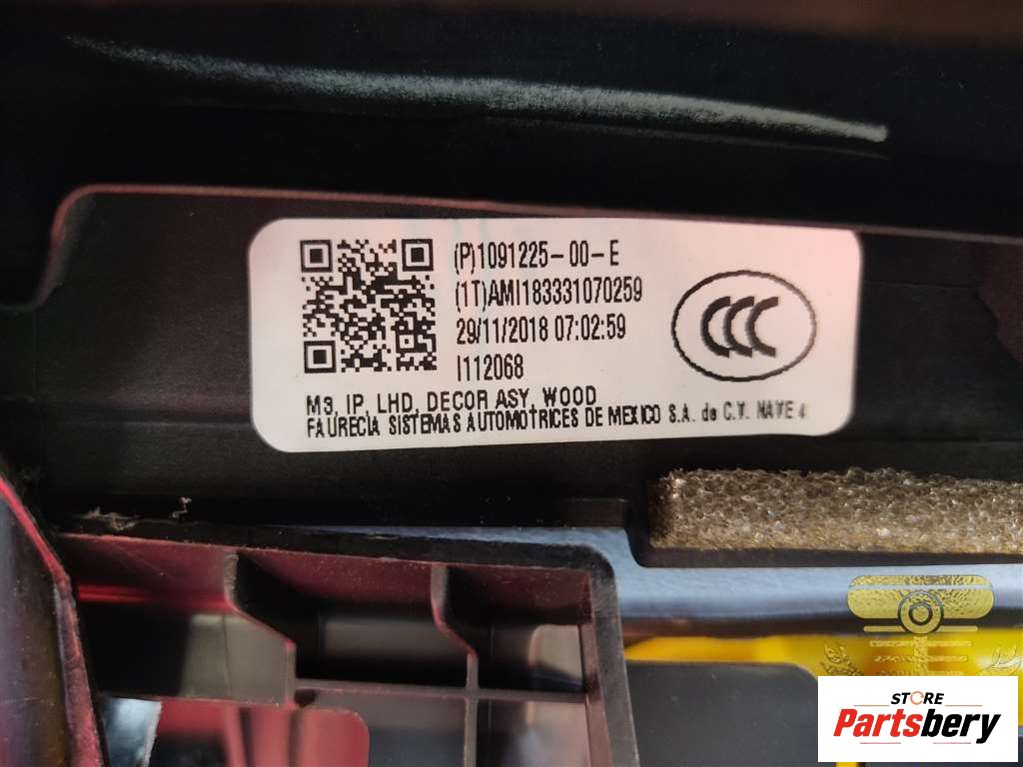 (P)1091225-00-E
(1T)AMI183331070259
29/11/2018 07:02:59
I112068
CCC
M3, IP, LHD, DECOR ASY, WOOD
FAURECIA SISTEMAS AUTOMOTRICES DE MEXICO S.A. de C.V. NAVE 4
STORE
Partsbery